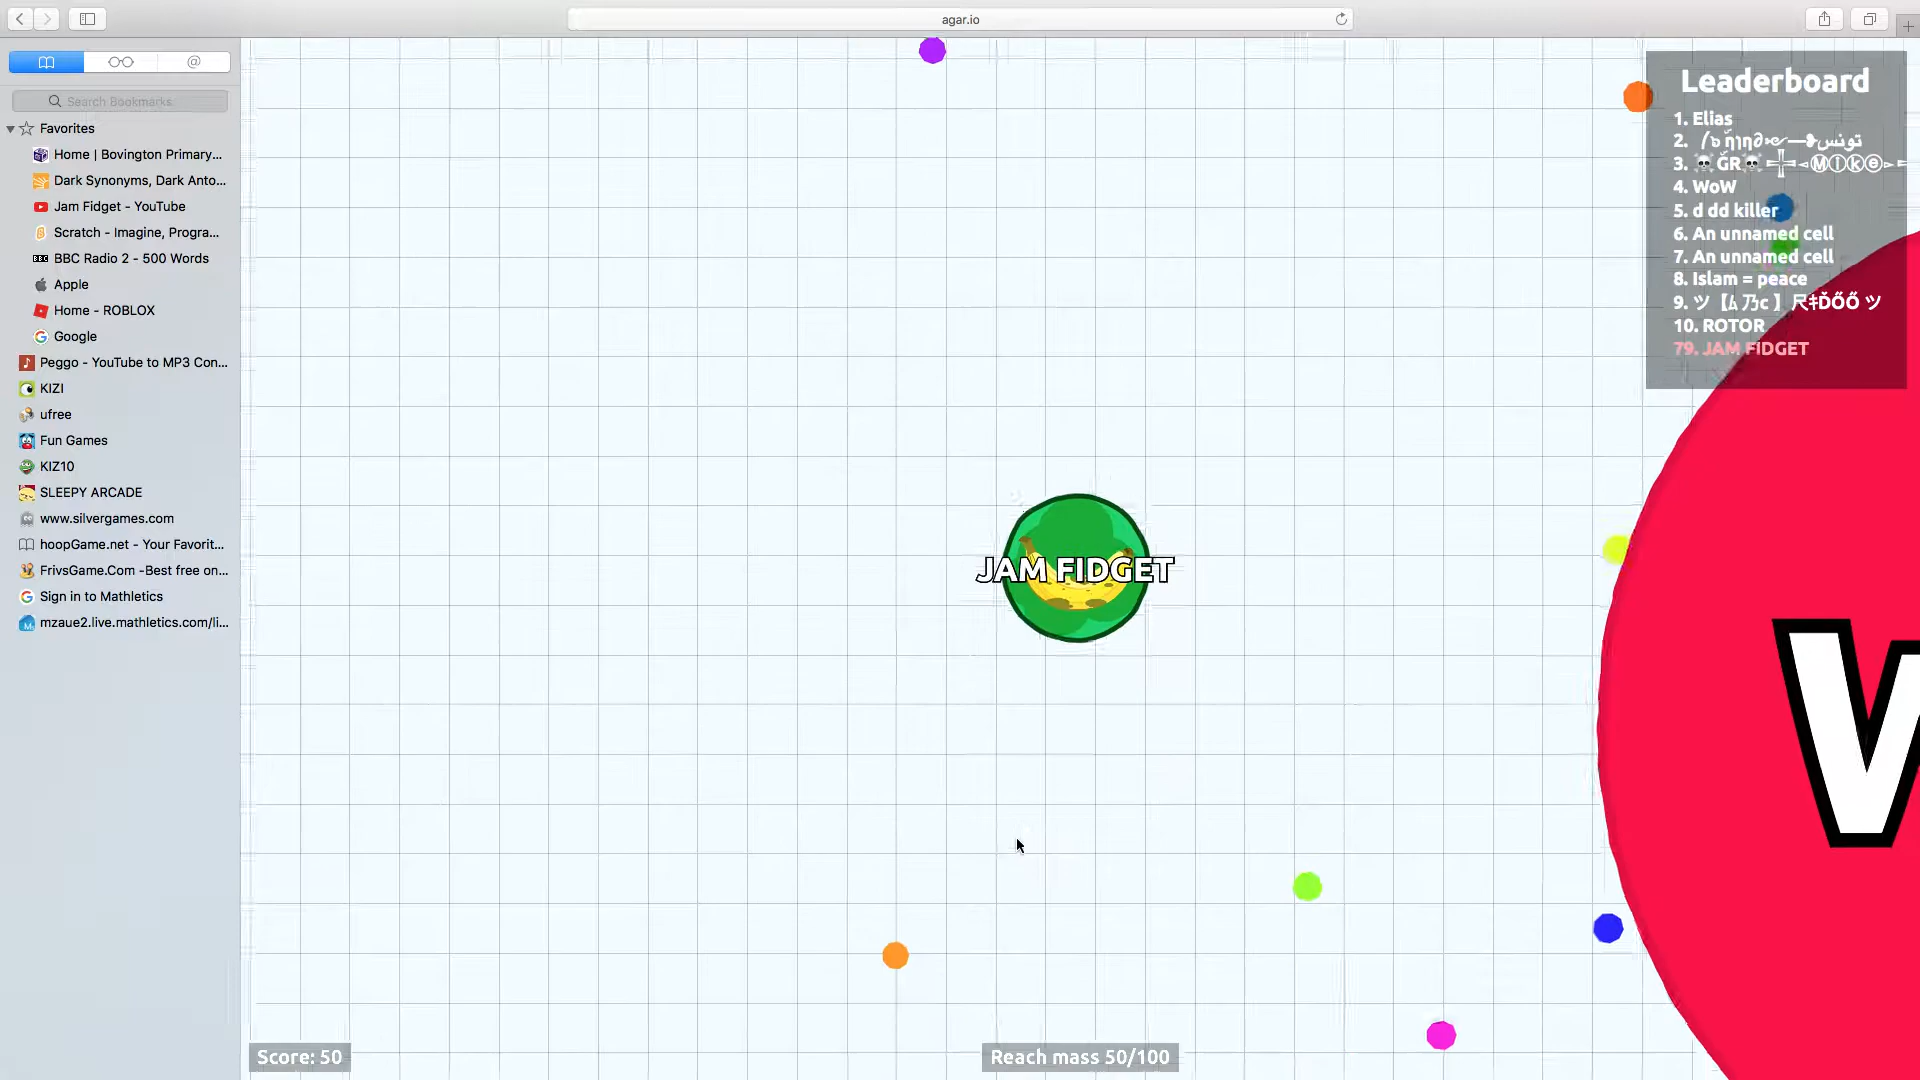 agar.io
@
Search Bookmarks
Favorites
Home | Bovington Primary...
Dark Synonyms, Dark Anto...
Jam Fidget - YouTube
Scratch - Imagine, Progra...
BBC Radio 2 - 500 Words
Apple
Home - ROBLOX
Google
Peggo - YouTube to MP3 Con...
KIZI
ufree
Fun Games
KIZ10
SLEEPY ARCADE
www.silvergames.com
hoopGame.net - Your Favorit...
FrivsGame.Com -Best free on...
Sign in to Mathletics
mzaue2.live.mathletics.com/li...
Leaderboard
1. Elias
2. تونس
3. ☠ĞR☠ Ⓜⓘⓚⓔ
4. WoW
5. d dd killer
6. An unnamed cell
7. An unnamed cell
8. Islam = peace
9. ツ
10. ROTOR
79. JAM FIDGET
JAM FIDGET
W
Score: 50
Reach mass 50/100